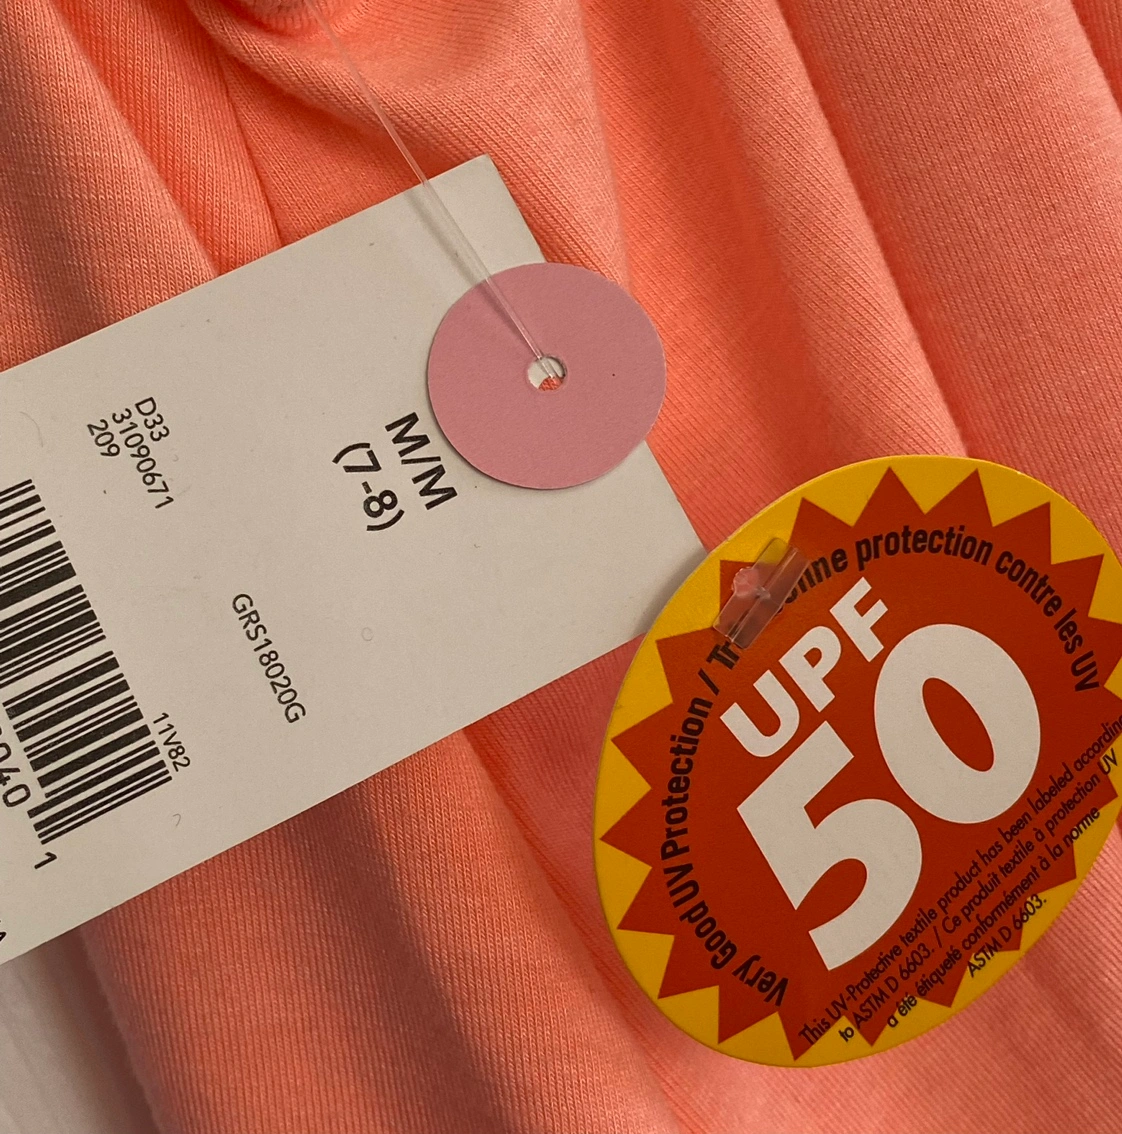 D33
31090671
209
M/M
(7-8)
GRS18020G
11V82
040
1
Very Good UV Protection / bonne protection contre les UV
UPF
50
This UV-Protective textile product has been labeled according
to ASTM D 6603. / Ce produit textile à protection UV
a été étiqueté conformément à la norme
ASTM D 6603.